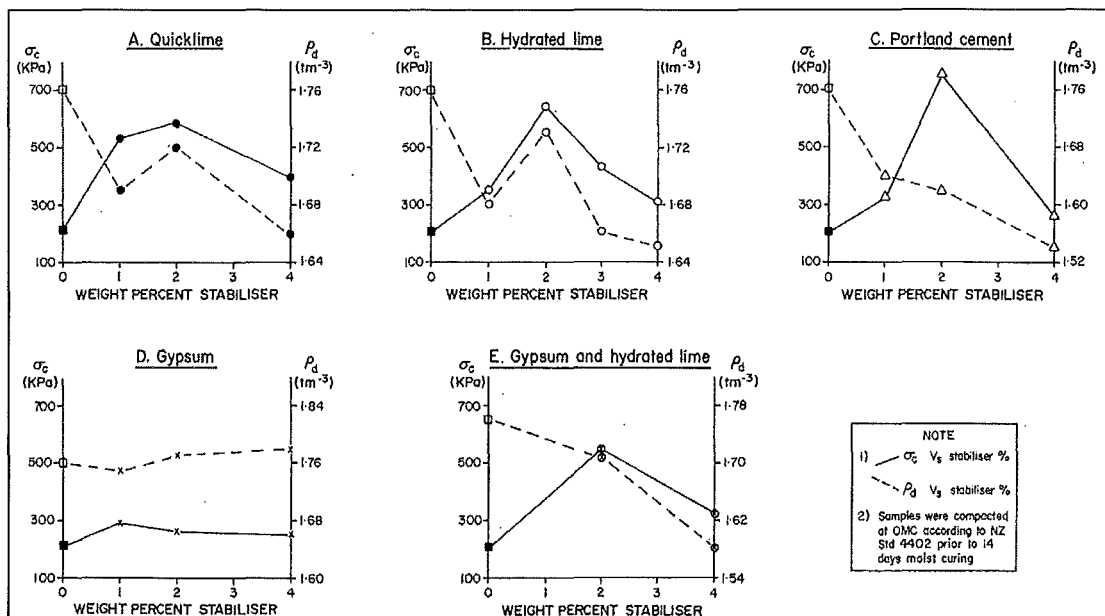 A. Quicklime
σc
(KPa)
ρd
(tm⁻³)
700
500
300
100
1·76
1·72
1·68
1·64
0 1 2 3 4
WEIGHT PERCENT STABILISER
B. Hydrated lime
σc
(KPa)
ρd
(tm⁻³)
700
500
300
100
1·76
1·72
1·68
1·64
0 1 2 3 4
WEIGHT PERCENT STABILISER
C. Portland cement
σc
(KPa)
ρd
(tm⁻³)
700
500
300
100
1·76
1·68
1·60
1·52
0 1 2 3 4
WEIGHT PERCENT STABILISER
D. Gypsum
σc
(KPa)
ρd
(tm⁻³)
700
500
300
100
1·84
1·76
1·68
1·60
0 1 2 3 4
WEIGHT PERCENT STABILISER
E. Gypsum and hydrated lime
σc
(KPa)
ρd
(tm⁻³)
700
500
300
100
1·78
1·70
1·62
1·54
0 1 2 3 4
WEIGHT PERCENT STABILISER
NOTE
1) σc Vs stabiliser %
ρd Vs stabiliser %
2) Samples were compacted
at OMC according to NZ
Std 4402 prior to 14
days moist curing